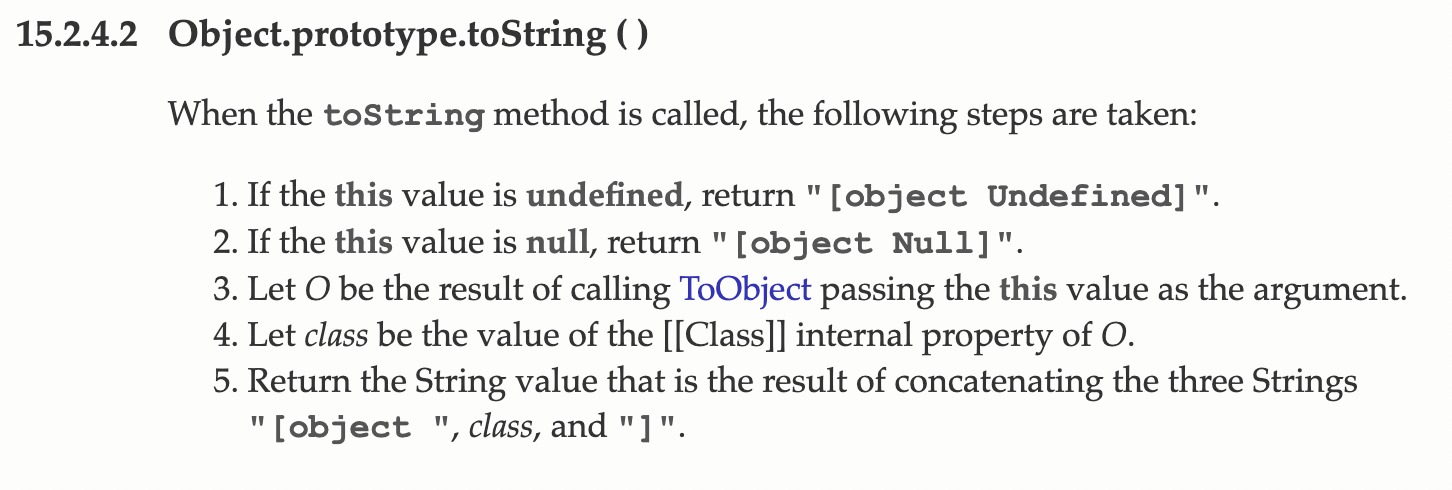 15.2.4.2 Object.prototype.toString ( )
When the toString method is called, the following steps are taken:
1. If the this value is undefined, return "[object Undefined]".
2. If the this value is null, return "[object Null]".
3. Let O be the result of calling ToObject passing the this value as the argument.
4. Let class be the value of the [[Class]] internal property of O.
5. Return the String value that is the result of concatenating the three Strings
"[object ", class, and "]".